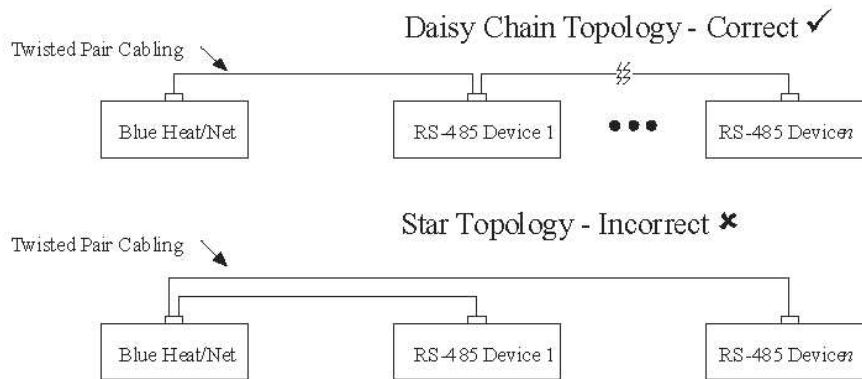 Daisy Chain Topology - Correct ✓
Twisted Pair Cabling
Blue Heat/Net
RS-485 Device 1
RS-485 Device n
Star Topology - Incorrect ✘
Twisted Pair Cabling
Blue Heat/Net
RS-485 Device 1
RS-485 Device n